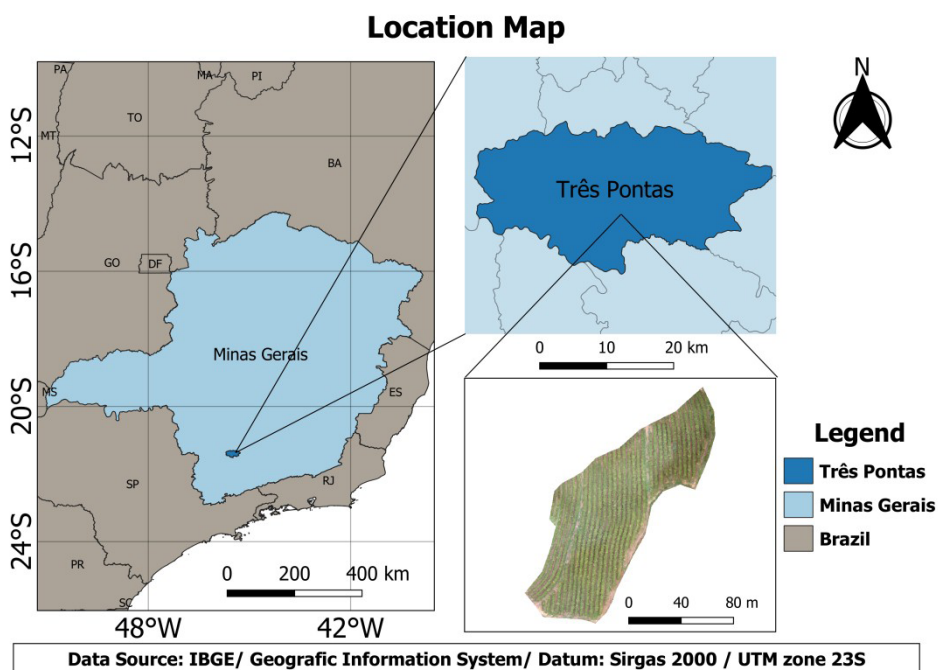 Location Map
PA
MA
PI
N
TO
12°S
MT
BA
Três Pontas
GO
DF
16°S
Minas Gerais
0 10 20 km
MS
20°S
ES
Legend
Três Pontas
SP
RJ
Minas Gerais
24°S
Brazil
PR
0 200 400 km
0 40 80 m
SC
48°W 42°W
Data Source: IBGE/ Geografic Information System/ Datum: Sirgas 2000 / UTM zone 23S